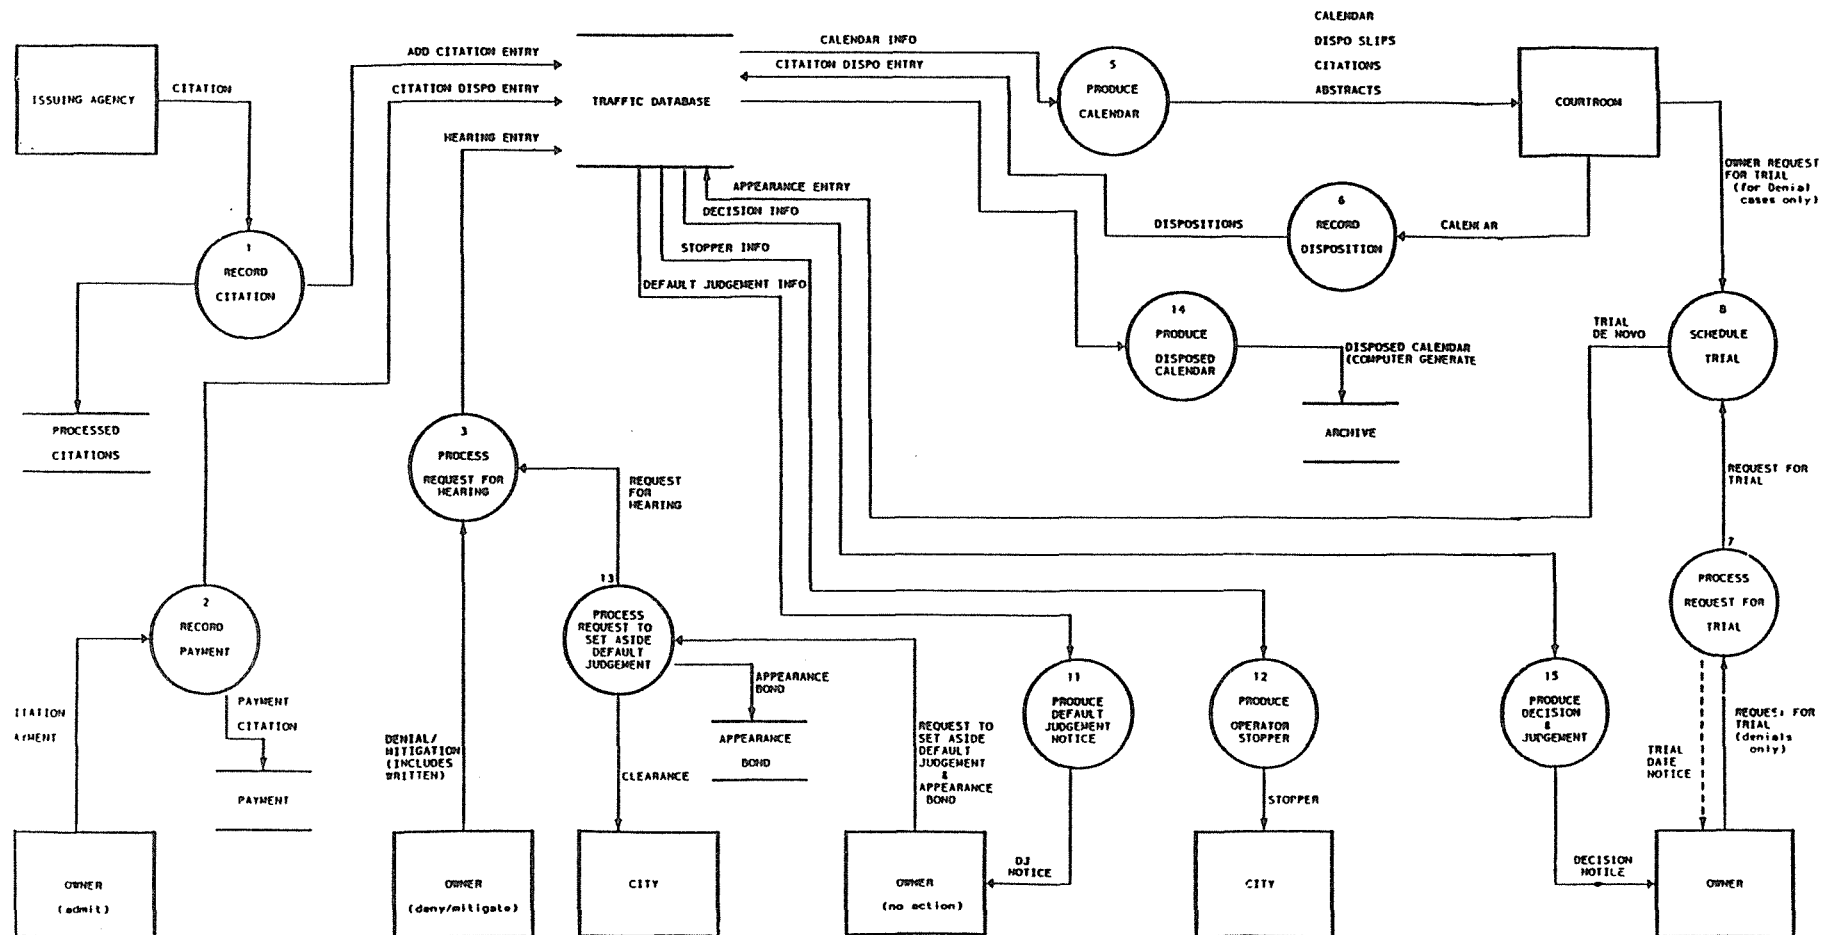 CALENDAR
DISPO SLIPS
CITATIONS
ABSTRACTS
CALENDAR INFO
CITAITON DISPO ENTRY
ADD CITATION ENTRY
CITATION DISPO ENTRY
HEARING ENTRY
TRAFFIC DATABASE
ISSUING AGENCY
CITATION
5
PRODUCE
CALENDAR
COURTROOM
OWNER REQUEST
FOR TRIAL
(for Denial
cases only)
APPEARANCE ENTRY
DECISION INFO
STOPPER INFO
DEFAULT JUDGEMENT INFO
DISPOSITIONS
6
RECORD
DISPOSITION
1
RECORD
CITATION
14
PRODUCE
DISPOSED
CALENDAR
DISPOSED CALENDAR
(COMPUTER GENERATE
ARCHIVE
TRIAL
DE NOVO
8
SCHEDULE
TRIAL
PROCESSED
CITATIONS
3
PROCESS
REQUEST FOR
HEARING
REQUEST
FOR
HEARING
REQUEST FOR
TRIAL
7
PROCESS
REQUEST FOR
TRIAL
2
RECORD
PAYMENT
13
PROCESS
REQUEST TO
SET ASIDE
DEFAULT
JUDGEMENT
APPEARANCE
BOND
APPEARANCE
BOND
11
PRODUCE
DEFAULT
JUDGEMENT
NOTICE
12
PRODUCE
OPERATOR
STOPPER
15
PRODUCE
DECISION
&
JUDGEMENT
PAYMENT
CITATION
PAYMENT
DENIAL/
MITIGATION
(INCLUDES
WRITTEN)
CLEARANCE
REQUEST TO
SET ASIDE
DEFAULT
JUDGEMENT
&
APPEARANCE
BOND
STOPPER
TRIAL
DATE
NOTICE
REQUEST FOR
TRIAL
(denials
only)
DJ
NOTICE
DECISION
OWNER
(admit)
OWNER
(deny/mitigate)
CITY
OWNER
(no action)
CITY
OWNER